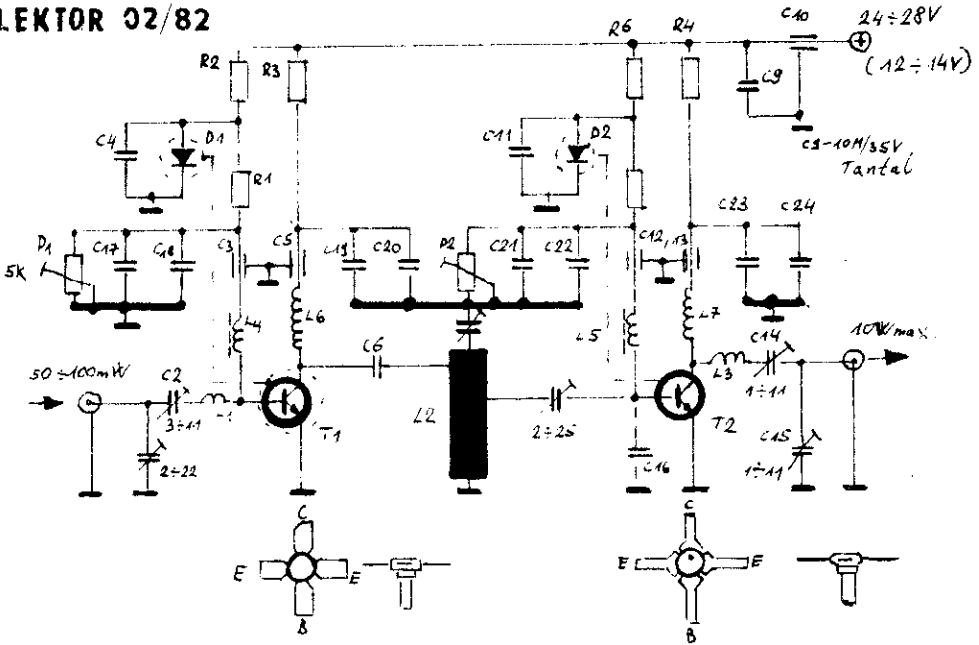 LEKTOR 02/82
R2
R3
R6
R4
C10
24÷28V
(12÷14V)
C9
C9-10M/35V
Tantal
C4
D1
R1
C11
D2
P1
5K
C17
C18
C3
C5
C19
C20
P2
C21
C22
C12,13
C23
C24
L4
L6
L5
L7
50÷100mW
C2
3÷11
2÷22
T1
C6
L2
2÷25
C16
T2
L3
C14
1÷11
C15
1÷11
10W/max
C
E
E
B
C
E
E
B